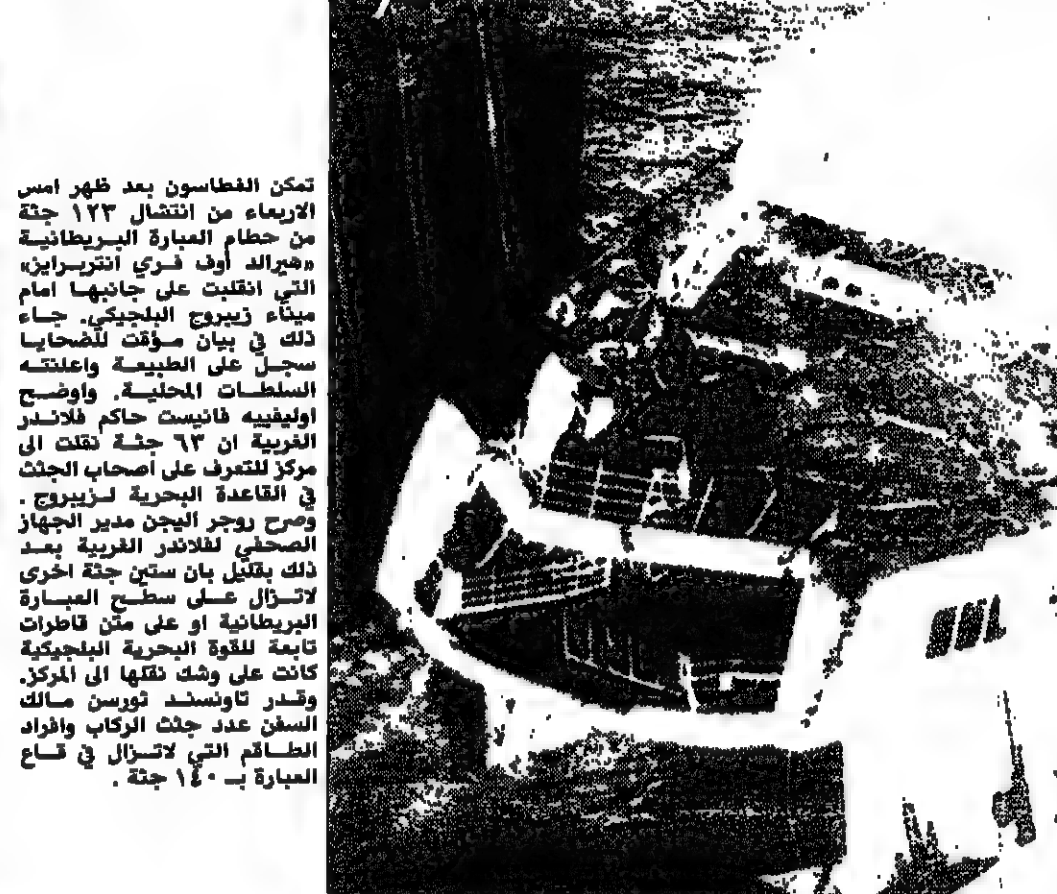 تمكن الغطاسون بعد ظهر امس
الاربعاء من انتشال ١٢٣ جثة
من حطام العبارة البريطانية
«هيرالد أوف فري انتربرايز»
التي انقلبت على جانبها امام
ميناء زيبروج البلجيكي. جاء
ذلك في بيان مؤقت للضحايا
سجل على الطبيعة واعلنته
السلطات المحلية. واوضح
اوليفييه فانيست حاكم فلاندر
الغربية ان ٦٣ جثة نقلت الى
مركز للتعرف على اصحاب الجثث
في القاعدة البحرية لزيبروج .
وصرح روجر أليجن مدير الجهاز
الصحفي لفلاندر الغربية بعد
ذلك بقليل بان ستين جثة اخرى
لاتزال على سطح العبارة
البريطانية او على متن قاطرات
تابعة للقوة البحرية البلجيكية
كانت على وشك نقلها الى المركز.
وقدر تاونسند ثورسن مالك
السفن عدد جثث الركاب وافراد
الطاقم التي لاتزال في قاع
العبارة بـ ١٤٠ جثة .